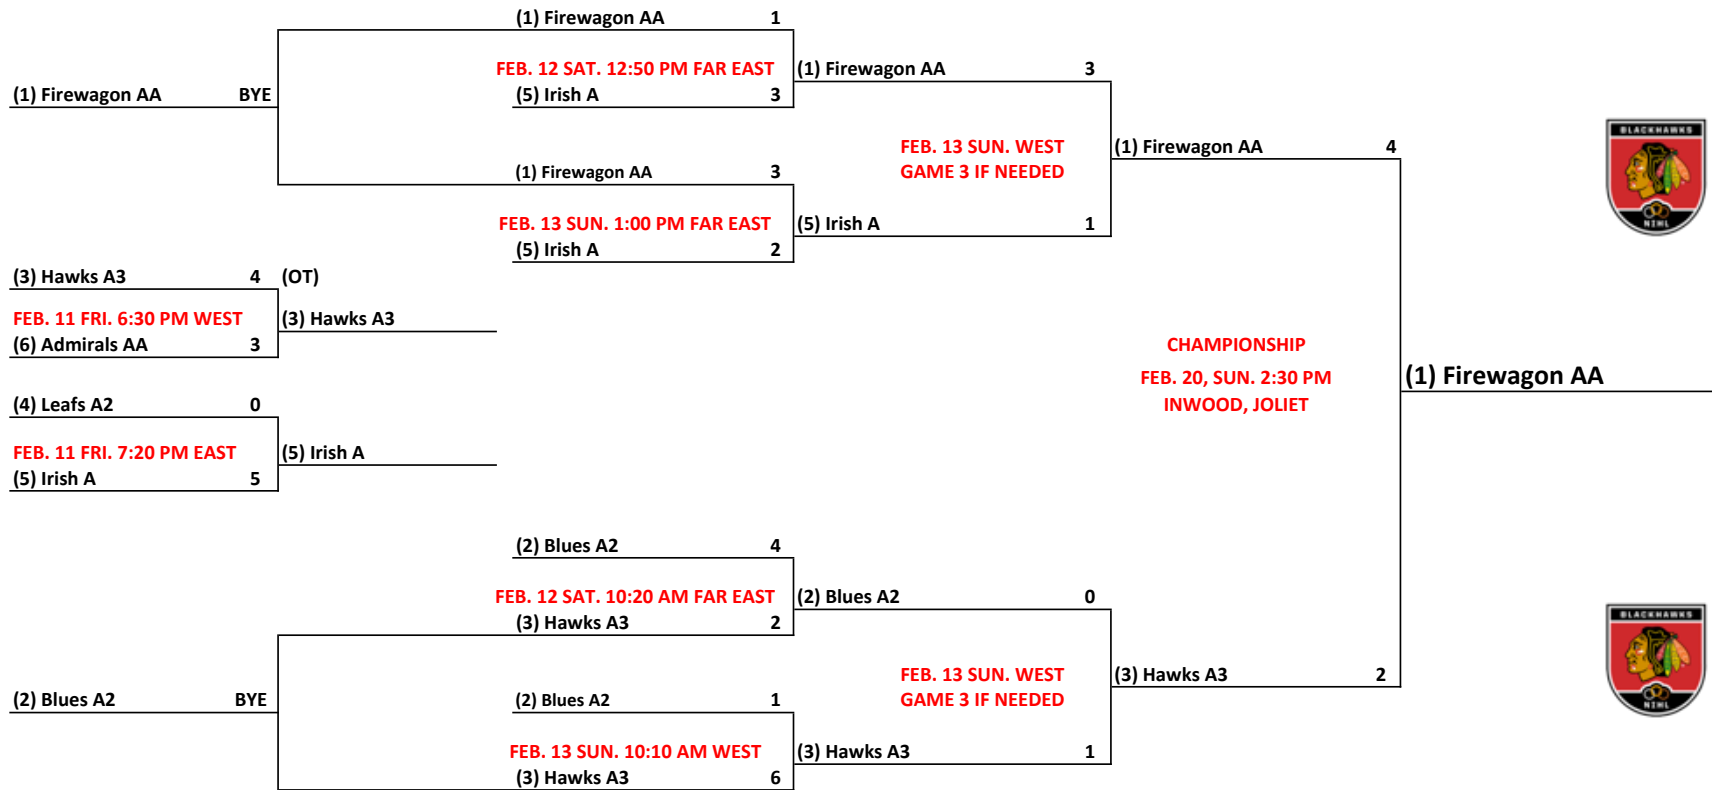 (1) Firewagon AA 1
FEB. 12 SAT. 12:50 PM FAR EAST
(1) Firewagon AA 3
(1) Firewagon AA BYE
(5) Irish A 3
BLACKHAWKS
NIHL
FEB. 13 SUN. WEST
GAME 3 IF NEEDED
(1) Firewagon AA 4
(1) Firewagon AA 3
FEB. 13 SUN. 1:00 PM FAR EAST
(5) Irish A 1
(5) Irish A 2
(3) Hawks A3 4 (OT)
FEB. 11 FRI. 6:30 PM WEST
(3) Hawks A3
(6) Admirals AA 3
CHAMPIONSHIP
FEB. 20, SUN. 2:30 PM
INWOOD, JOLIET
(1) Firewagon AA
(4) Leafs A2 0
FEB. 11 FRI. 7:20 PM EAST
(5) Irish A
(5) Irish A 5
(2) Blues A2 4
FEB. 12 SAT. 10:20 AM FAR EAST
(2) Blues A2 0
(3) Hawks A3 2
BLACKHAWKS
NIHL
FEB. 13 SUN. WEST
GAME 3 IF NEEDED
(3) Hawks A3 2
(2) Blues A2 BYE
(2) Blues A2 1
FEB. 13 SUN. 10:10 AM WEST
(3) Hawks A3 1
(3) Hawks A3 6